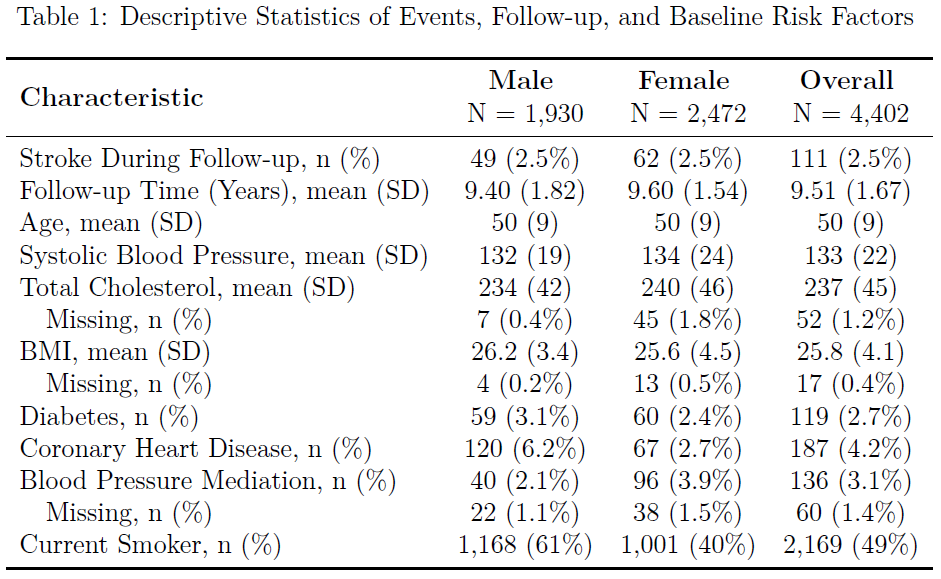 Table 1: Descriptive Statistics of Events, Follow-up, and Baseline Risk Factors
Characteristic Male N = 1,930 Female N = 2,472 Overall N = 4,402
Stroke During Follow-up, n (%) 49 (2.5%) 62 (2.5%) 111 (2.5%)
Follow-up Time (Years), mean (SD) 9.40 (1.82) 9.60 (1.54) 9.51 (1.67)
Age, mean (SD) 50 (9) 50 (9) 50 (9)
Systolic Blood Pressure, mean (SD) 132 (19) 134 (24) 133 (22)
Total Cholesterol, mean (SD) 234 (42) 240 (46) 237 (45)
Missing, n (%) 7 (0.4%) 45 (1.8%) 52 (1.2%)
BMI, mean (SD) 26.2 (3.4) 25.6 (4.5) 25.8 (4.1)
Missing, n (%) 4 (0.2%) 13 (0.5%) 17 (0.4%)
Diabetes, n (%) 59 (3.1%) 60 (2.4%) 119 (2.7%)
Coronary Heart Disease, n (%) 120 (6.2%) 67 (2.7%) 187 (4.2%)
Blood Pressure Mediation, n (%) 40 (2.1%) 96 (3.9%) 136 (3.1%)
Missing, n (%) 22 (1.1%) 38 (1.5%) 60 (1.4%)
Current Smoker, n (%) 1,168 (61%) 1,001 (40%) 2,169 (49%)